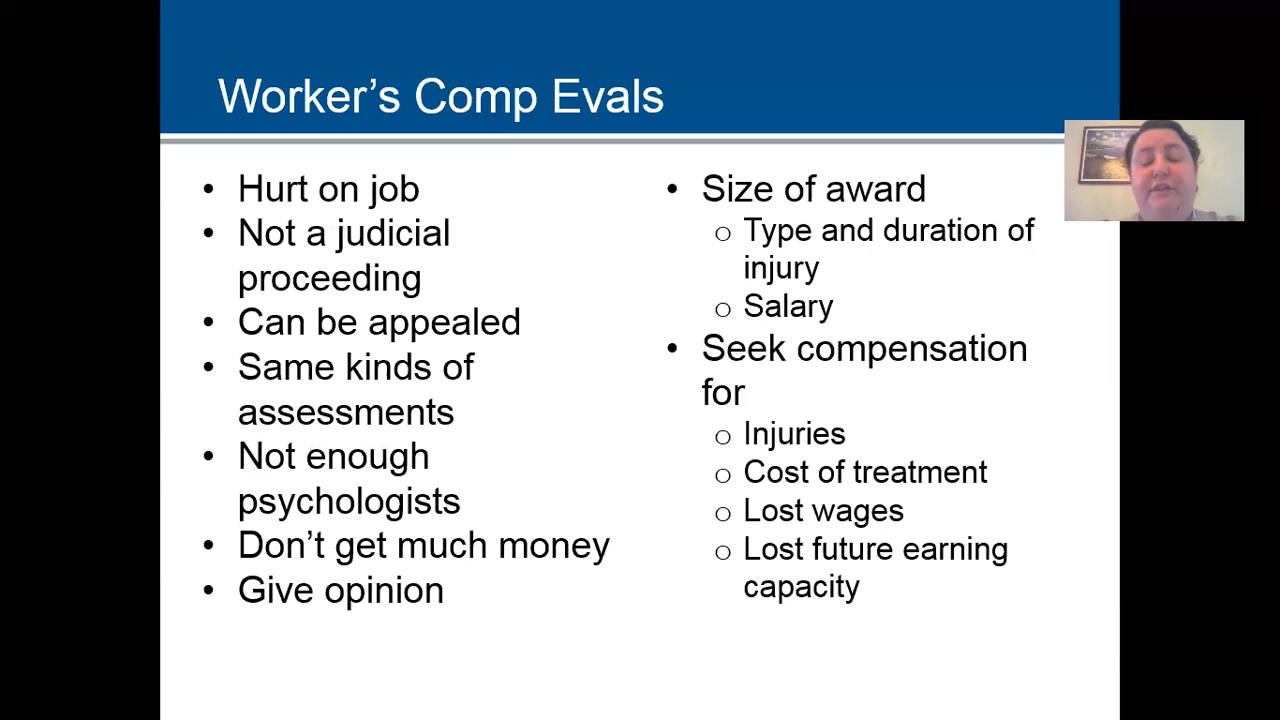 Worker's Comp Evals
• Hurt on job
• Not a judicial
proceeding
• Can be appealed
• Same kinds of
assessments
• Not enough
psychologists
• Don't get much money
• Give opinion
• Size of award
o Type and duration of
injury
o Salary
• Seek compensation
for
o Injuries
o Cost of treatment
o Lost wages
o Lost future earning
capacity